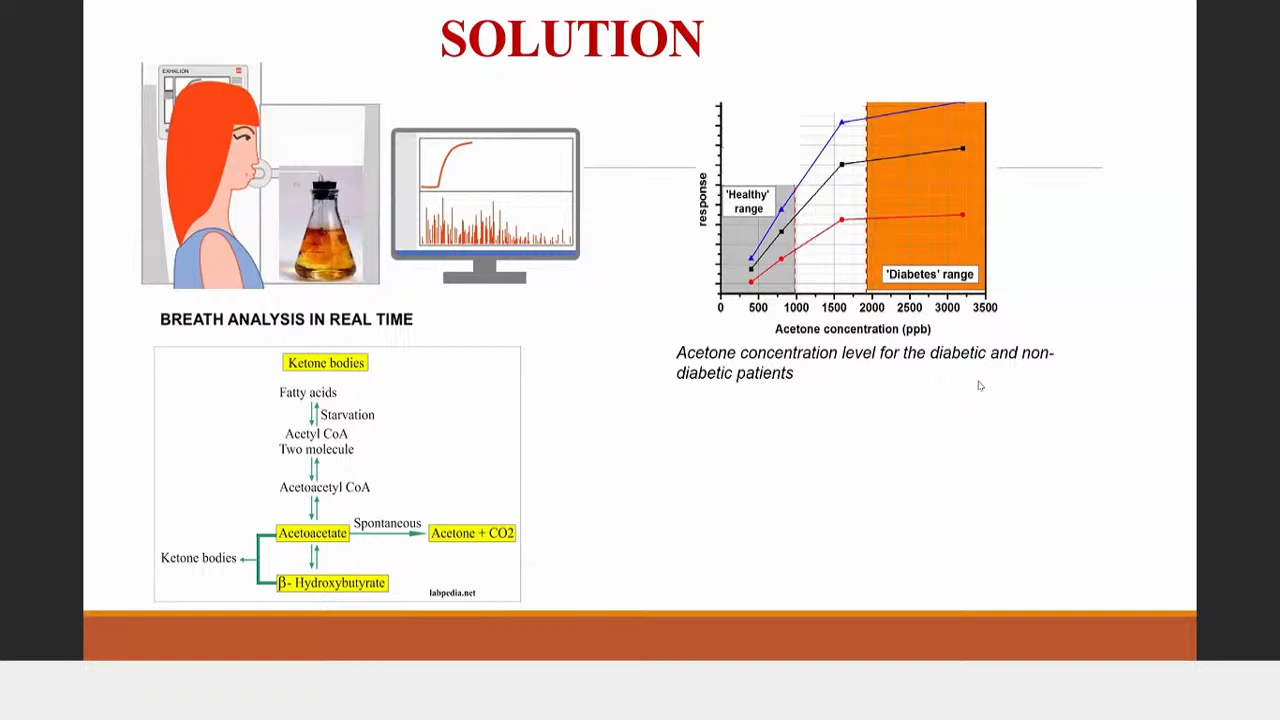 SOLUTION
EXHALION
BREATH ANALYSIS IN REAL TIME
Ketone bodies
Fatty acids
Starvation
Acetyl CoA
Two molecule
Acetoacetyl CoA
Acetoacetate
Spontaneous
Acetone + CO2
Ketone bodies
β- Hydroxybutyrate
labpedia.net
response
'Healthy'
range
'Diabetes' range
0 500 1000 1500 2000 2500 3000 3500
Acetone concentration (ppb)
Acetone concentration level for the diabetic and non-
diabetic patients